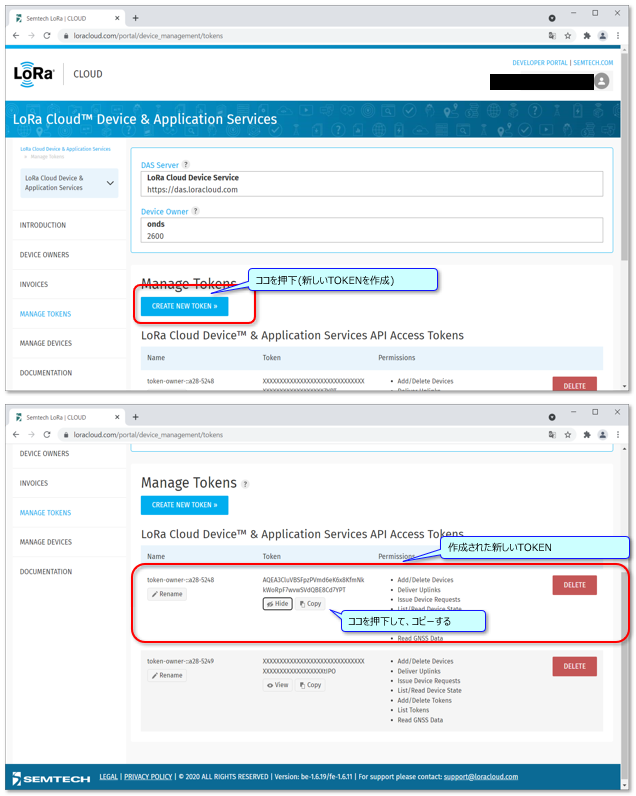 Semtech LoRa | CLOUD
loracloud.com/portal/device_management/tokens
DEVELOPER PORTAL | SEMTECH.COM
LoRa CLOUD
LoRa Cloud™ Device & Application Services
LoRa Cloud Device & Application Services
Manage Tokens
LoRa Cloud Device &
Application Services
INTRODUCTION
DEVICE OWNERS
INVOICES
MANAGE TOKENS
MANAGE DEVICES
DOCUMENTATION
DAS Server ?
LoRa Cloud Device Service
https://das.loracloud.com
Device Owner ?
onds
2600
Manage Tokens
ココを押下(新しいTOKENを作成)
CREATE NEW TOKEN »
LoRa Cloud Device™ & Application Services API Access Tokens
Name Token Permissions
token-owner-::a28-5248 XXXXXXXXXXXXXXXXXXXXXXXXXXXXX
• Add/Delete Devices
• Deliver Uplinks
DELETE
Semtech LoRa | CLOUD
loracloud.com/portal/device_management/tokens
DEVICE OWNERS
INVOICES
MANAGE TOKENS
MANAGE DEVICES
DOCUMENTATION
Manage Tokens ?
CREATE NEW TOKEN »
LoRa Cloud Device™ & Application Services API Access Tokens
作成された新しいTOKEN
Name Token Permissions
token-owner-::a28-5248
Rename
AQEA3CluVBSFpzPVmd6eK6x8KfmNk
kWoRpF7wvwSVdQBE8Cd7YPT
Hide Copy
• Add/Delete Devices
• Deliver Uplinks
• Issue Device Requests
• List/Read Device State
• Read GNSS Data
DELETE
ココを押下して、コピーする
token-owner-::a28-5249
Rename
XXXXXXXXXXXXXXXXXXXXXXXXXXXXX
View Copy
• Add/Delete Devices
• Deliver Uplinks
• Issue Device Requests
• List/Read Device State
• Add/Delete Tokens
• List Tokens
• Read GNSS Data
DELETE
SEMTECH LEGAL | PRIVACY POLICY | © 2020 ALL RIGHTS RESERVED | Version: be-1.6.19/fe-1.6.11 | For support please contact: support@loracloud.com